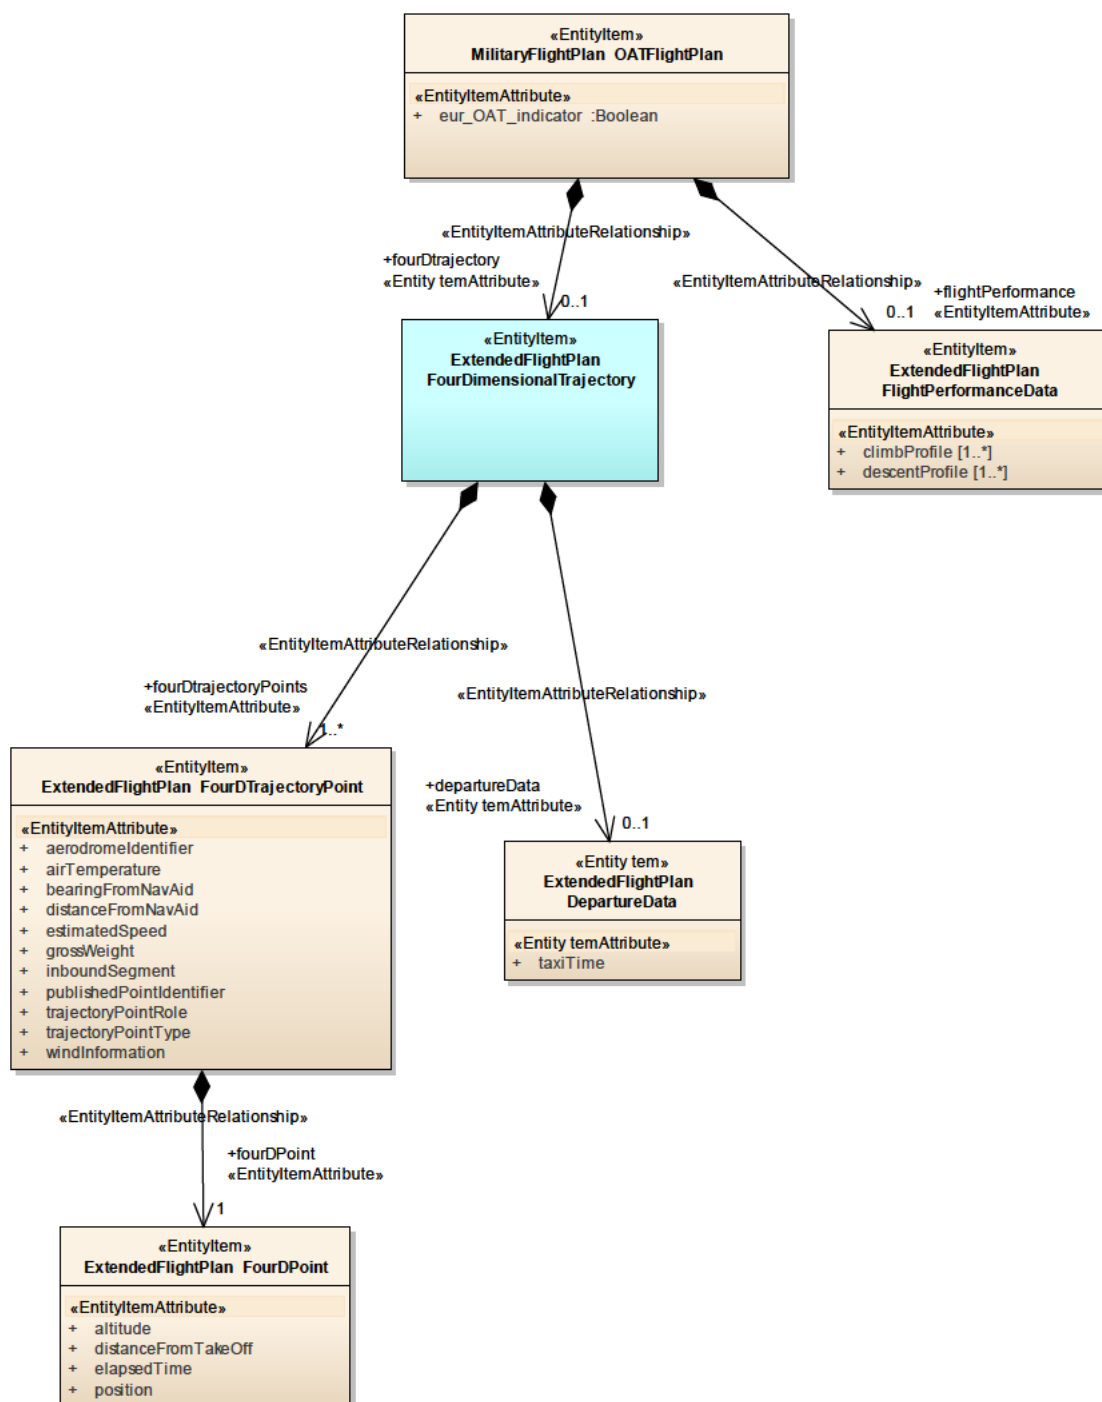 «EntityItem»
MilitaryFlightPlan OATFlightPlan
«EntityItemAttribute»
+ eur_OAT_indicator :Boolean
«EntityItemAttributeRelationship»
+fourDtrajectory
«Entity temAttribute»
0..1
«EntityItemAttributeRelationship»
+flightPerformance
0..1 «EntityItemAttribute»
«EntityItem»
ExtendedFlightPlan
FourDimensionalTrajectory
«EntityItem»
ExtendedFlightPlan
FlightPerformanceData
«EntityItemAttribute»
+ climbProfile [1..*]
+ descentProfile [1..*]
«EntityItemAttributeRelationship»
+fourDtrajectoryPoints
«EntityItemAttribute»
1..*
«EntityItemAttributeRelationship»
+departureData
«Entity temAttribute»
0..1
«EntityItem»
ExtendedFlightPlan FourDTrajectoryPoint
«EntityItemAttribute»
+ aerodromeIdentifier
+ airTemperature
+ bearingFromNavAid
+ distanceFromNavAid
+ estimatedSpeed
+ grossWeight
+ inboundSegment
+ publishedPointIdentifier
+ trajectoryPointRole
+ trajectoryPointType
+ windInformation
«Entity tem»
ExtendedFlightPlan
DepartureData
«Entity temAttribute»
+ taxiTime
«EntityItemAttributeRelationship»
+fourDPoint
«EntityItemAttribute»
1
«EntityItem»
ExtendedFlightPlan FourDPoint
«EntityItemAttribute»
+ altitude
+ distanceFromTakeOff
+ elapsedTime
+ position